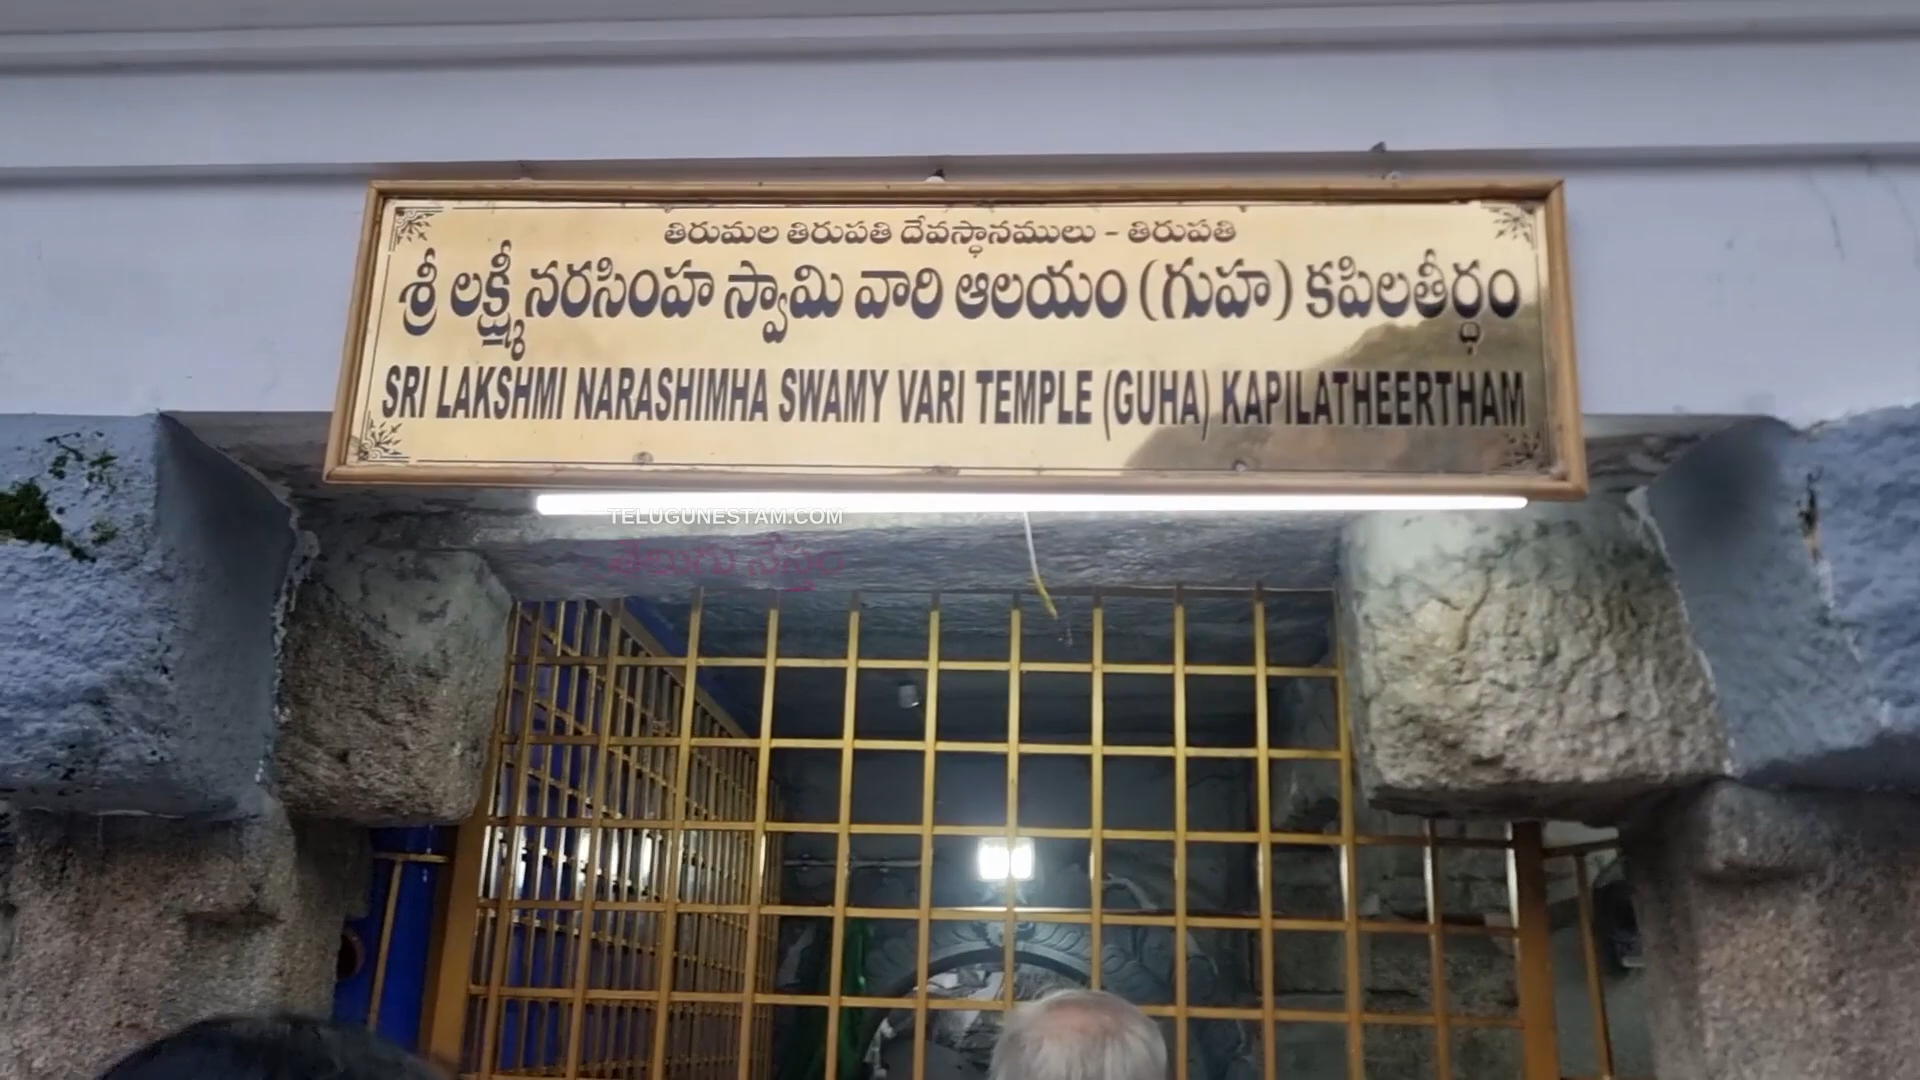 తిరుమల తిరుపతి దేవస్థానములు - తిరుపతి
శ్రీ లక్ష్మీ నరసింహ స్వామి వారి ఆలయం (గుహ) కపిలతీర్థం
SRI LAKSHMI NARASHIMHA SWAMY VARI TEMPLE (GUHA) KAPILATHEERTHAM
TELUGUNESTAM.COM
తెలుగు నేస్తం